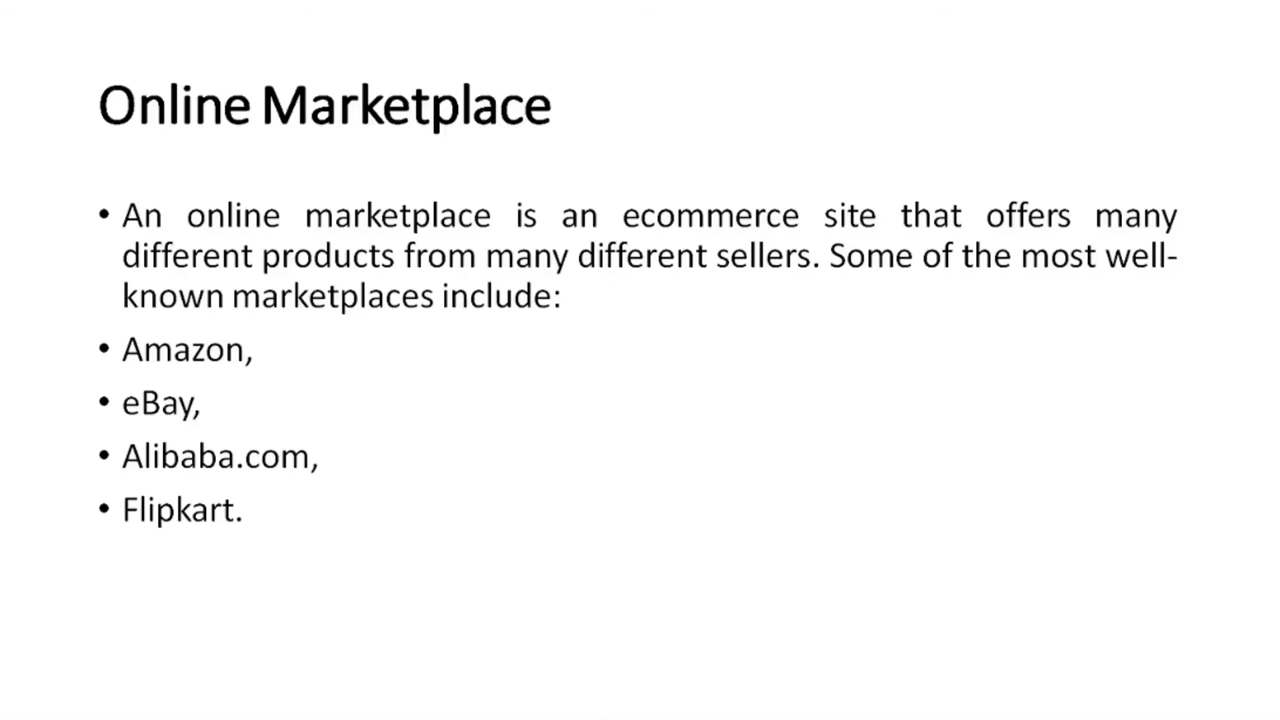 Online Marketplace
• An online marketplace is an ecommerce site that offers many
different products from many different sellers. Some of the most well-
known marketplaces include:
• Amazon,
• eBay,
• Alibaba.com,
• Flipkart.